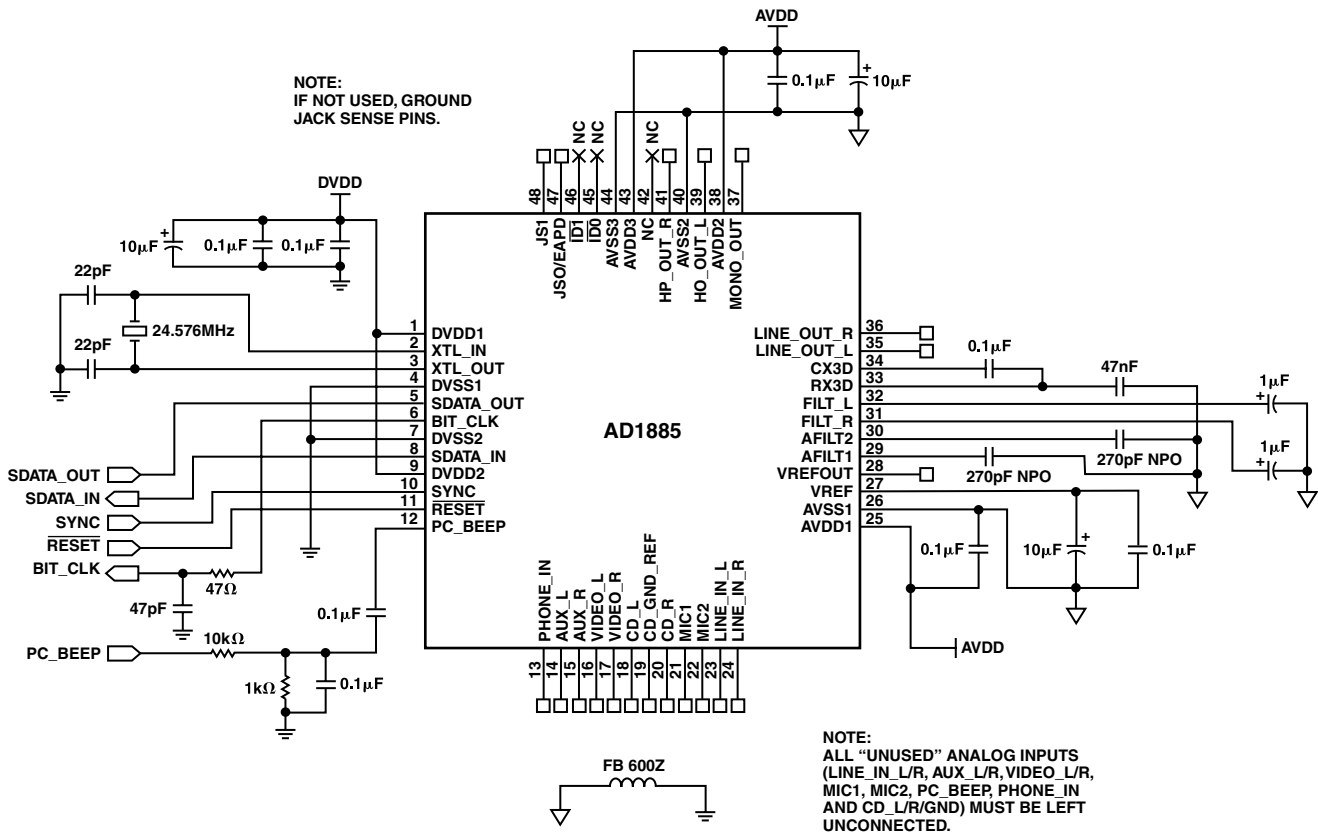 AVDD
0.1µF
10µF
NOTE:
IF NOT USED, GROUND
JACK SENSE PINS.
NC
NC
NC
48
47
46
45
44
43
42
41
40
39
38
37
JS1
JSO/EAPD
ID1
ID0
AVSS3
AVDD3
NC
HP_OUT_R
AVSS2
HO_OUT_L
AVDD2
MONO_OUT
DVDD
10µF
0.1µF
0.1µF
22pF
24.576MHz
22pF
1 DVDD1
2 XTL_IN
3 XTL_OUT
4 DVSS1
5 SDATA_OUT
6 BIT_CLK
7 DVSS2
8 SDATA_IN
9 DVDD2
10 SYNC
11 RESET
12 PC_BEEP
AD1885
LINE_OUT_R 36
LINE_OUT_L 35
CX3D 34
RX3D 33
FILT_L 32
FILT_R 31
AFILT2 30
AFILT1 29
VREFOUT 28
VREF 27
AVSS1 26
AVDD1 25
0.1µF
47nF
1µF
1µF
270pF NPO
270pF NPO
0.1µF
10µF
0.1µF
AVDD
SDATA_OUT
SDATA_IN
SYNC
RESET
BIT_CLK
47Ω
47pF
0.1µF
PC_BEEP
10kΩ
1kΩ
0.1µF
PHONE_IN
AUX_L
AUX_R
VIDEO_L
VIDEO_R
CD_L
CD_GND_REF
CD_R
MIC1
MIC2
LINE_IN_L
LINE_IN_R
13
14
15
16
17
18
19
20
21
22
23
24
FB 600Z
NOTE:
ALL “UNUSED” ANALOG INPUTS
(LINE_IN_L/R, AUX_L/R, VIDEO_L/R,
MIC1, MIC2, PC_BEEP, PHONE_IN
AND CD_L/R/GND) MUST BE LEFT
UNCONNECTED.